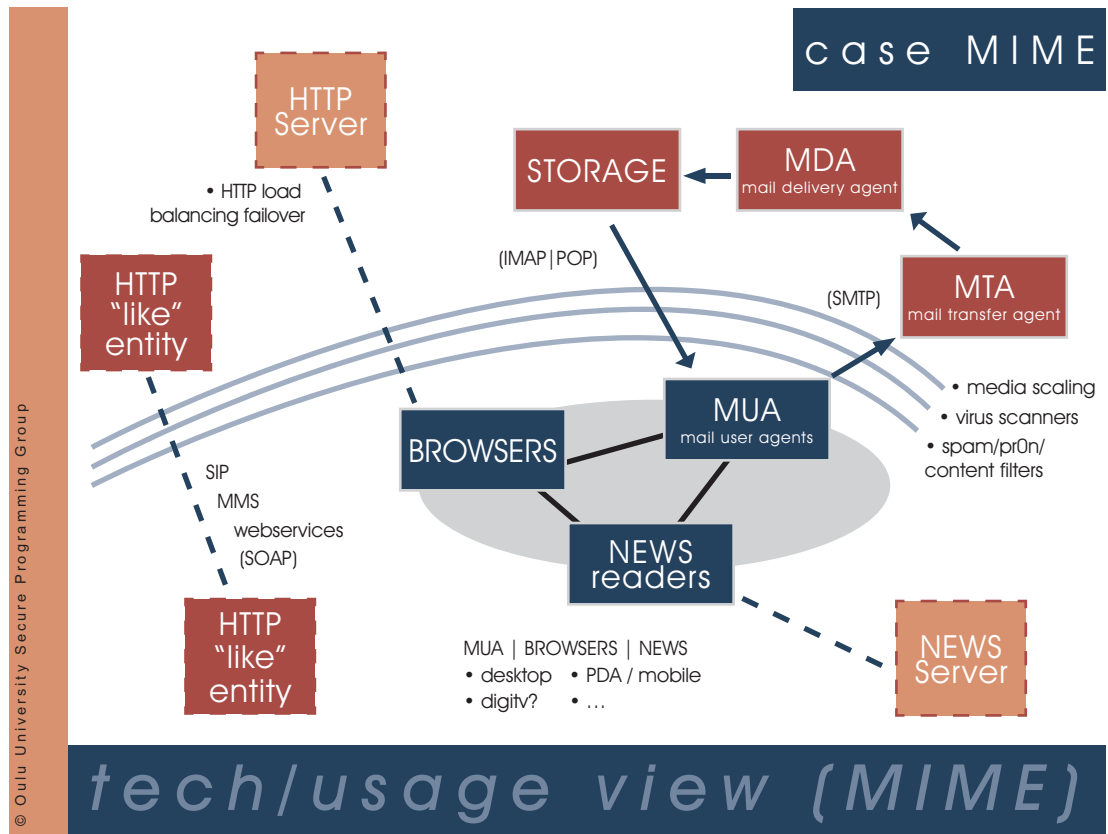 case MIME
HTTP
Server
• HTTP load
balancing failover
STORAGE
MDA
mail delivery agent
(IMAP|POP)
HTTP
“like”
entity
(SMTP)
MTA
mail transfer agent
• media scaling
• virus scanners
• spam/pr0n/
content filters
MUA
mail user agents
BROWSERS
SIP
MMS
webservices
(SOAP)
NEWS
readers
HTTP
“like”
entity
MUA | BROWSERS | NEWS
• desktop • PDA / mobile
• digitv? • …
NEWS
Server
© Oulu University Secure Programming Group
tech/usage view (MIME)